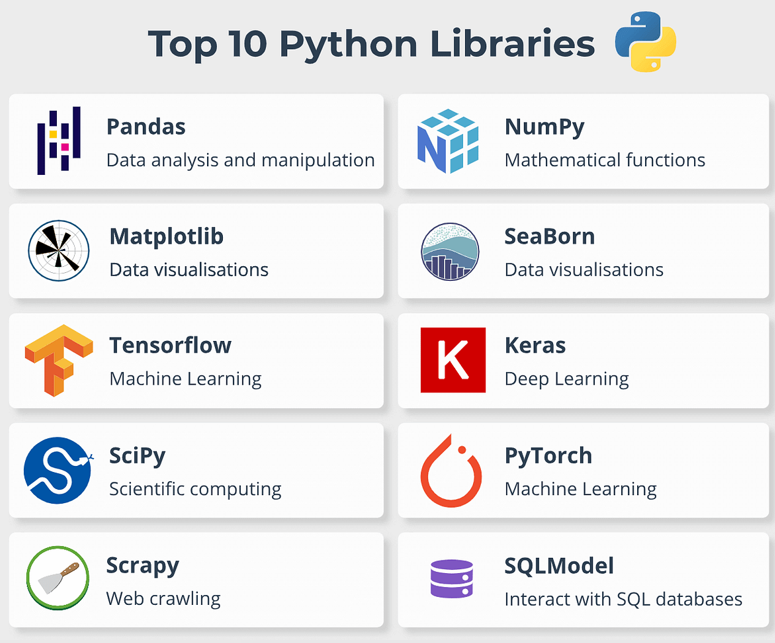 Top 10 Python Libraries
Pandas
Data analysis and manipulation
NumPy
Mathematical functions
Matplotlib
Data visualisations
SeaBorn
Data visualisations
Tensorflow
Machine Learning
K
Keras
Deep Learning
SciPy
Scientific computing
PyTorch
Machine Learning
Scrapy
Web crawling
SQLModel
Interact with SQL databases